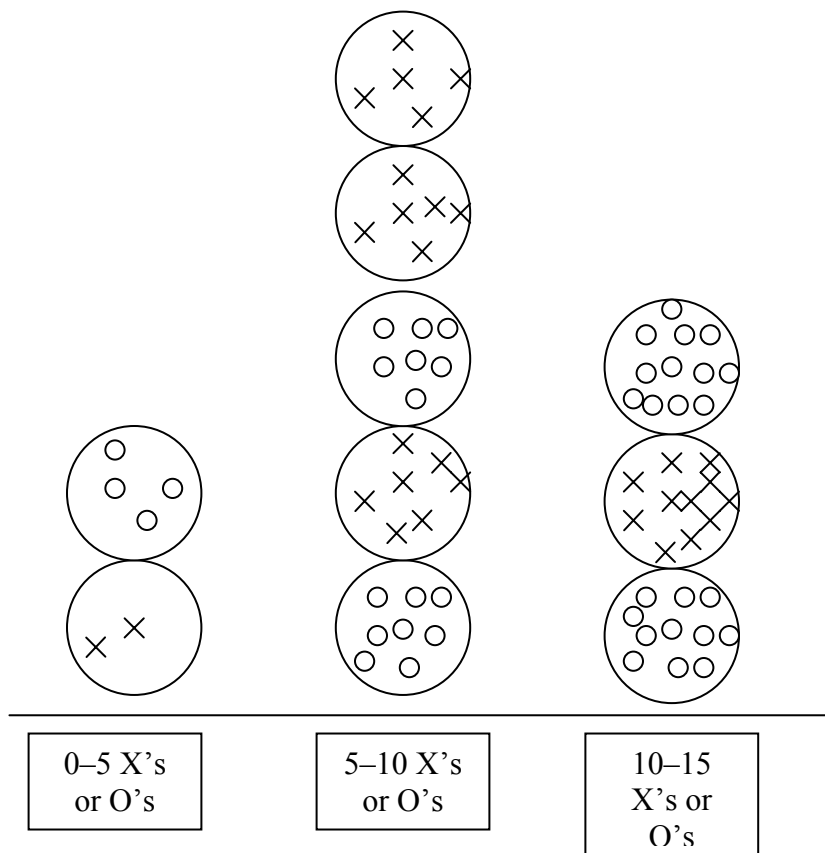 0–5 X’s
or O’s
5–10 X’s
or O’s
10–15
X’s or
O’s